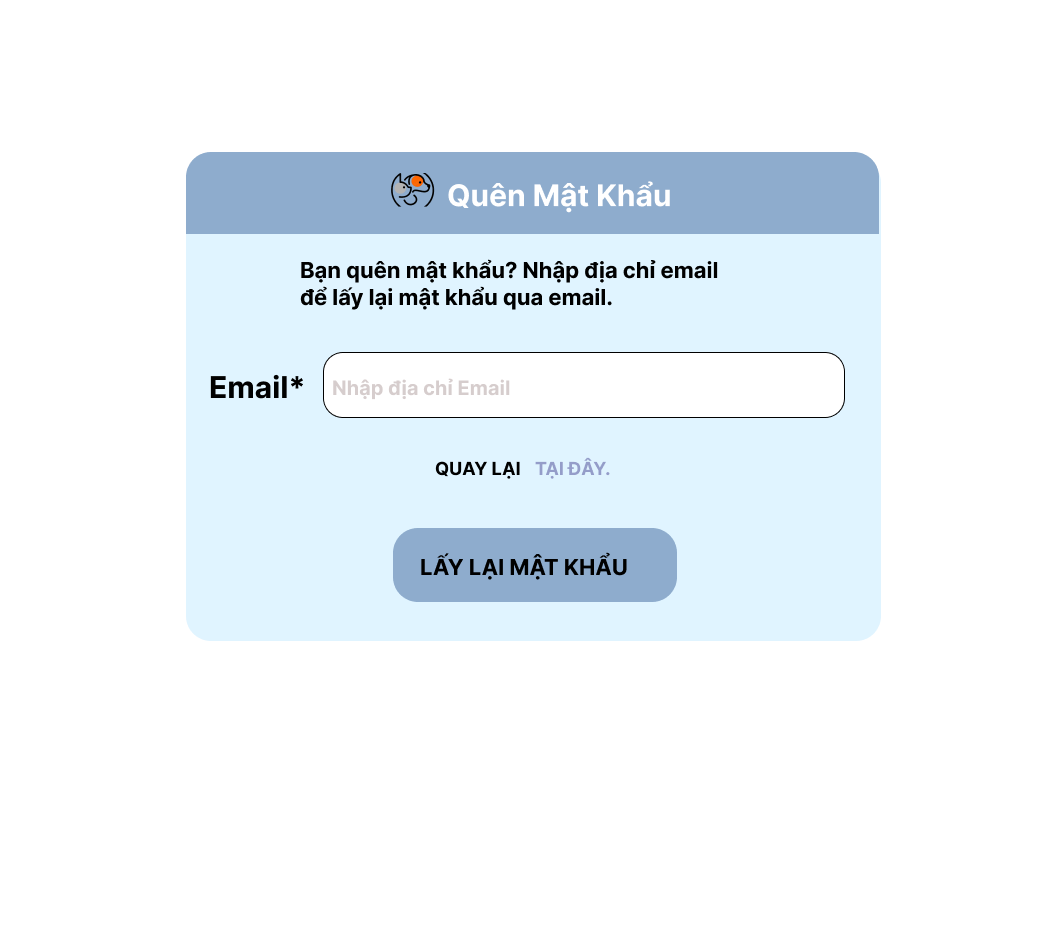 Quên Mật Khẩu
Bạn quên mật khẩu? Nhập địa chỉ email
để lấy lại mật khẩu qua email.
Email*
Nhập địa chỉ Email
QUAY LẠI TẠI ĐÂY.
LẤY LẠI MẬT KHẨU